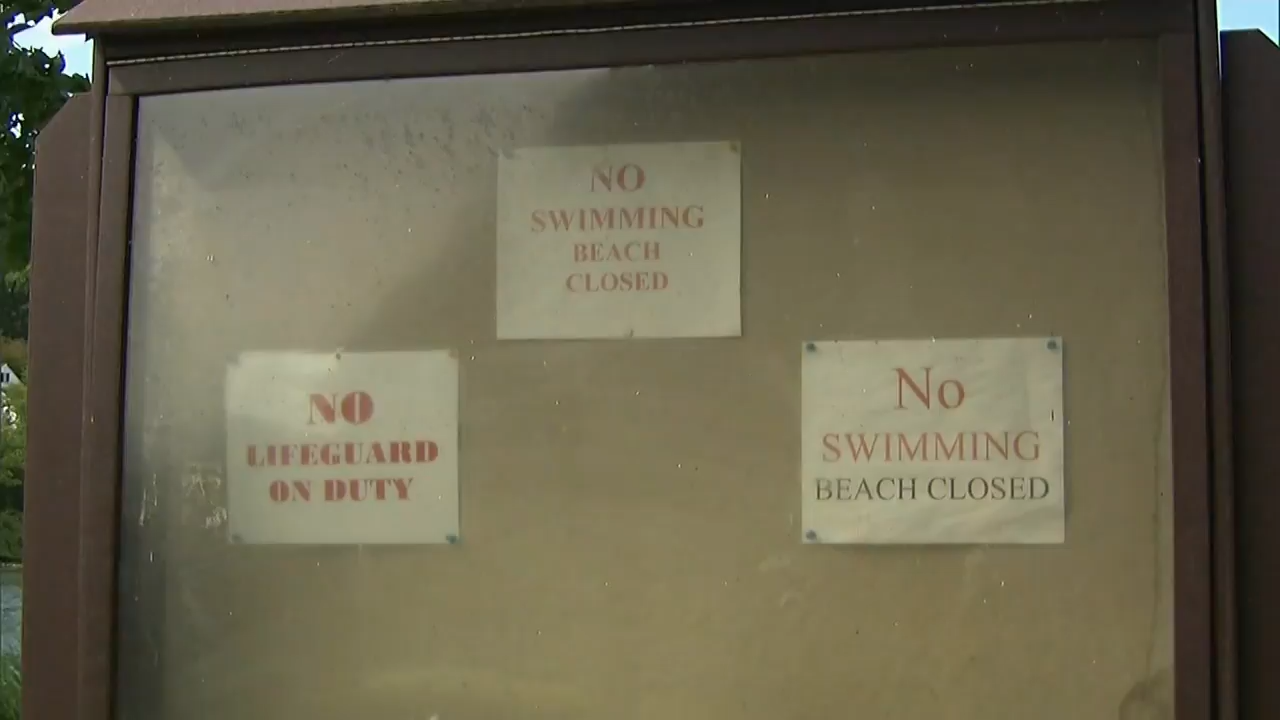 NO
SWIMMING
BEACH
CLOSED
NO
LIFEGUARD
ON DUTY
No
SWIMMING
BEACH CLOSED